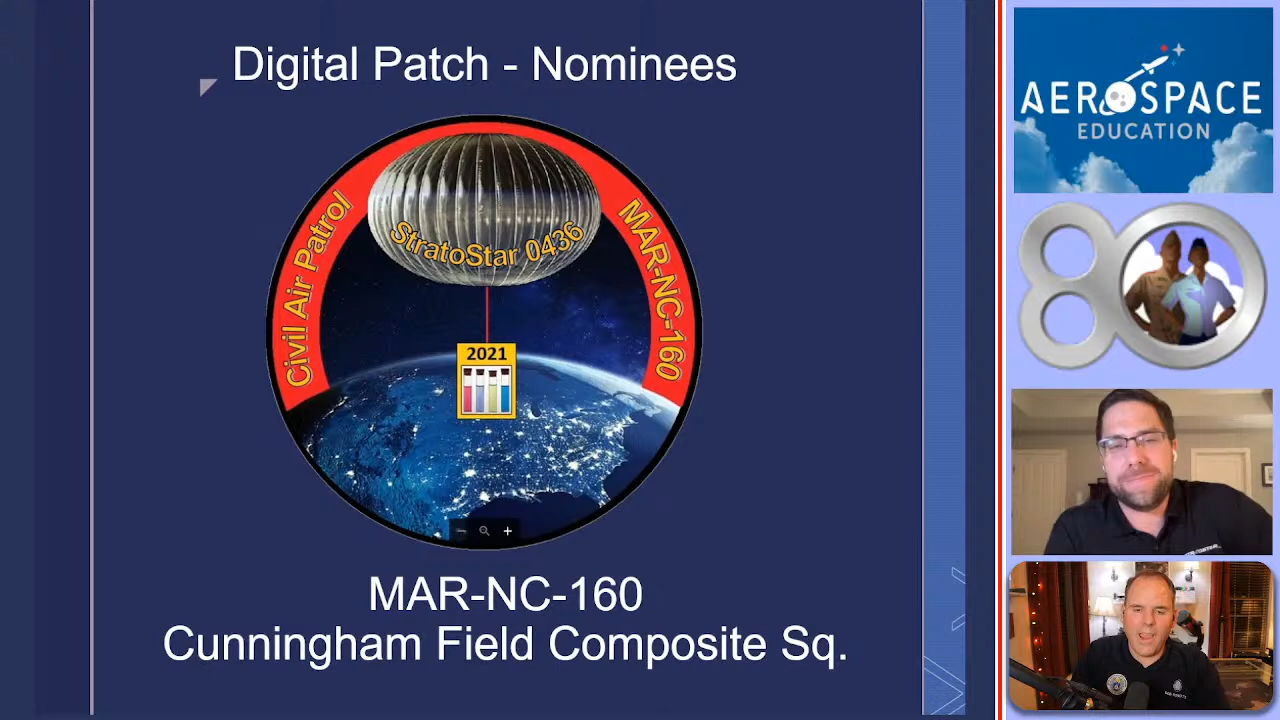 Digital Patch - Nominees
Civil Air Patrol
StratoStar 0436
MAR-NC-160
2021
MAR-NC-160
Cunningham Field Composite Sq.
AEROSPACE
EDUCATION
80